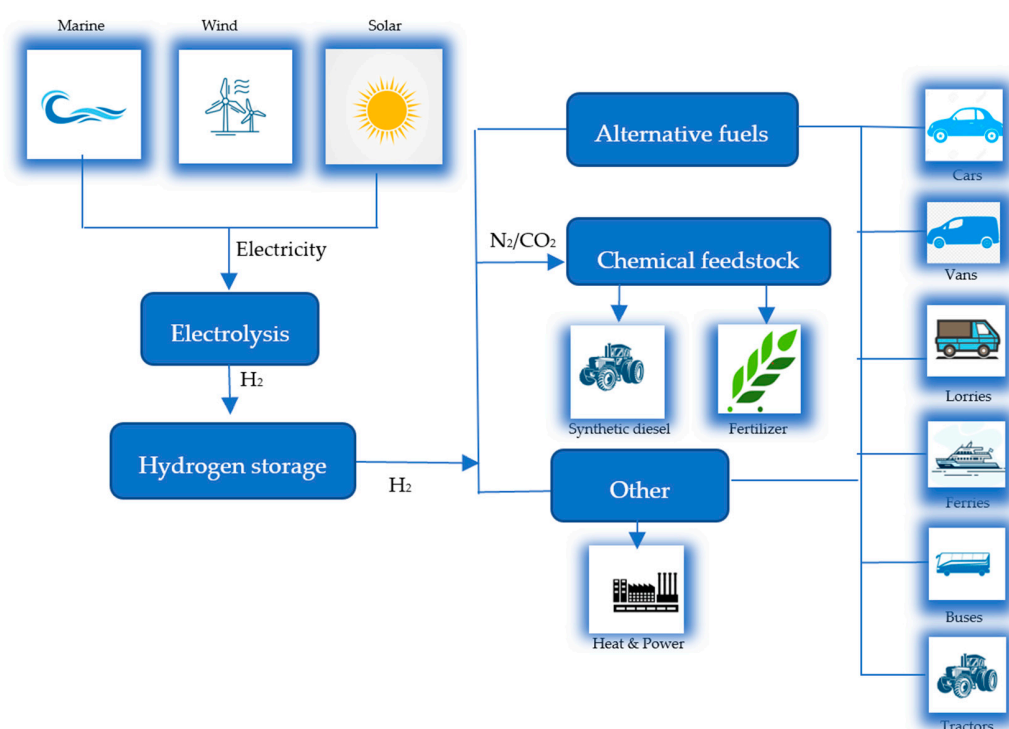 Marine
Wind
Solar
Electricity
Electrolysis
H₂
Hydrogen storage
H₂
Alternative fuels
N₂/CO₂
Chemical feedstock
Synthetic diesel
Fertilizer
Other
Heat & Power
Cars
Vans
Lorries
Ferries
Buses
Tractors